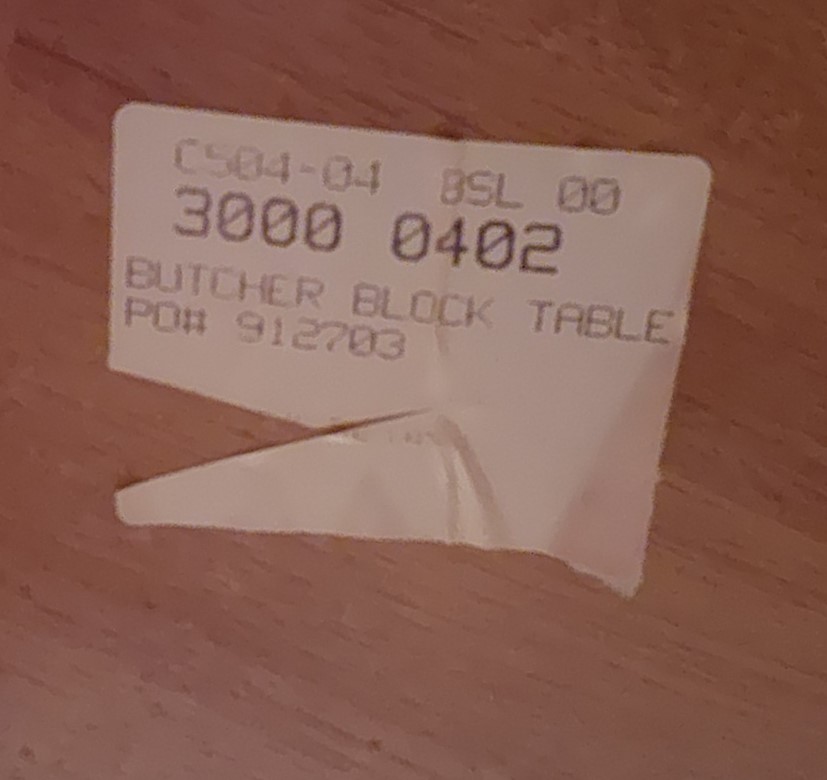 C504-04 BSL 00
3000 0402
BUTCHER BLOCK TABLE
PO# 912703